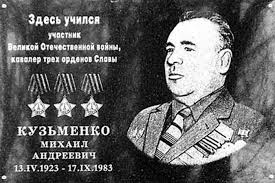 Здесь учился
участник
Великой Отечественной войны,
кавалер трех орденов Славы
КУЗЬМЕНКО
МИХАИЛ
АНДРЕЕВИЧ
13.IV.1923 - 17.IX.1983